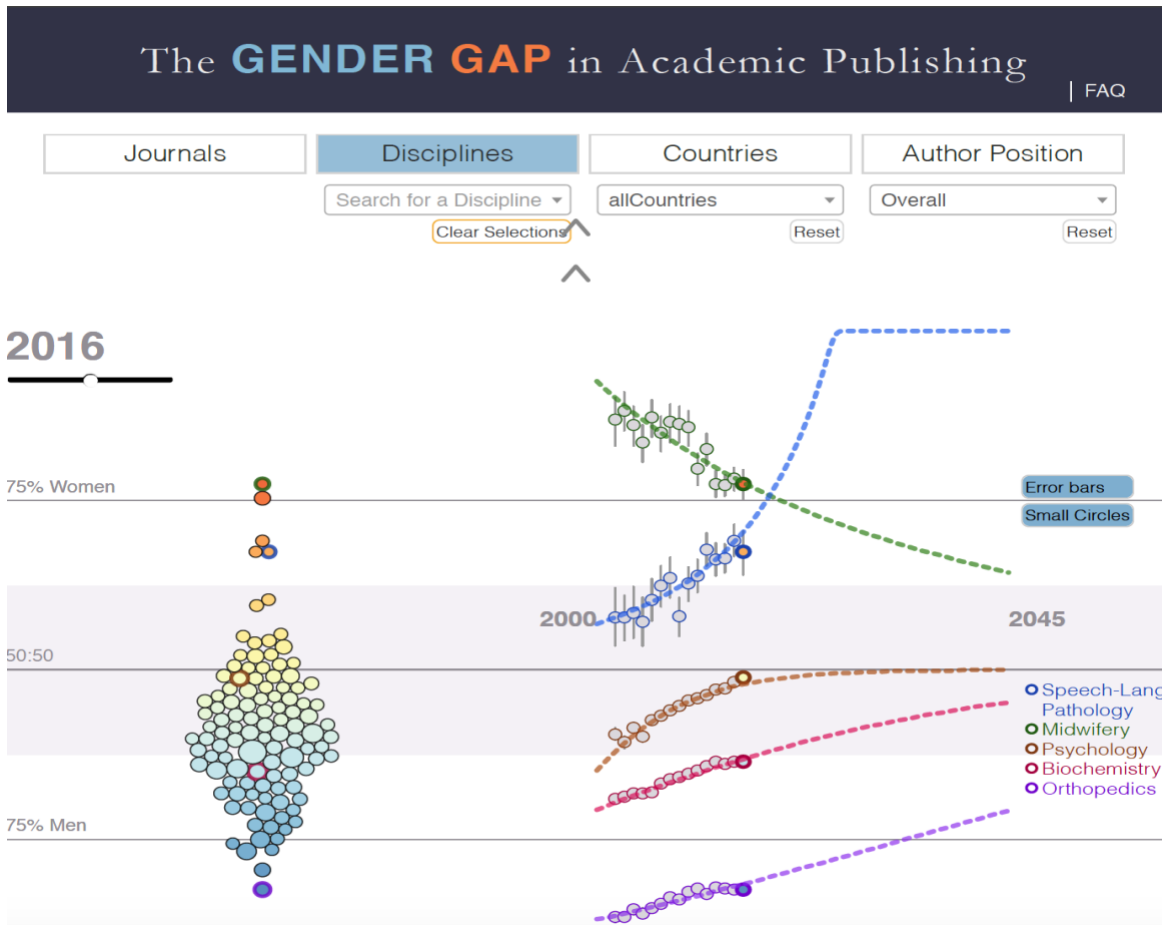 The GENDER GAP in Academic Publishing
| FAQ
Journals Disciplines Countries Author Position
Search for a Discipline allCountries Overall
Clear Selections Reset Reset
2016
75% Women
Error bars
Small Circles
2000 2045
50:50
Speech-Lang
Pathology
Midwifery
Psychology
Biochemistry
Orthopedics
75% Men